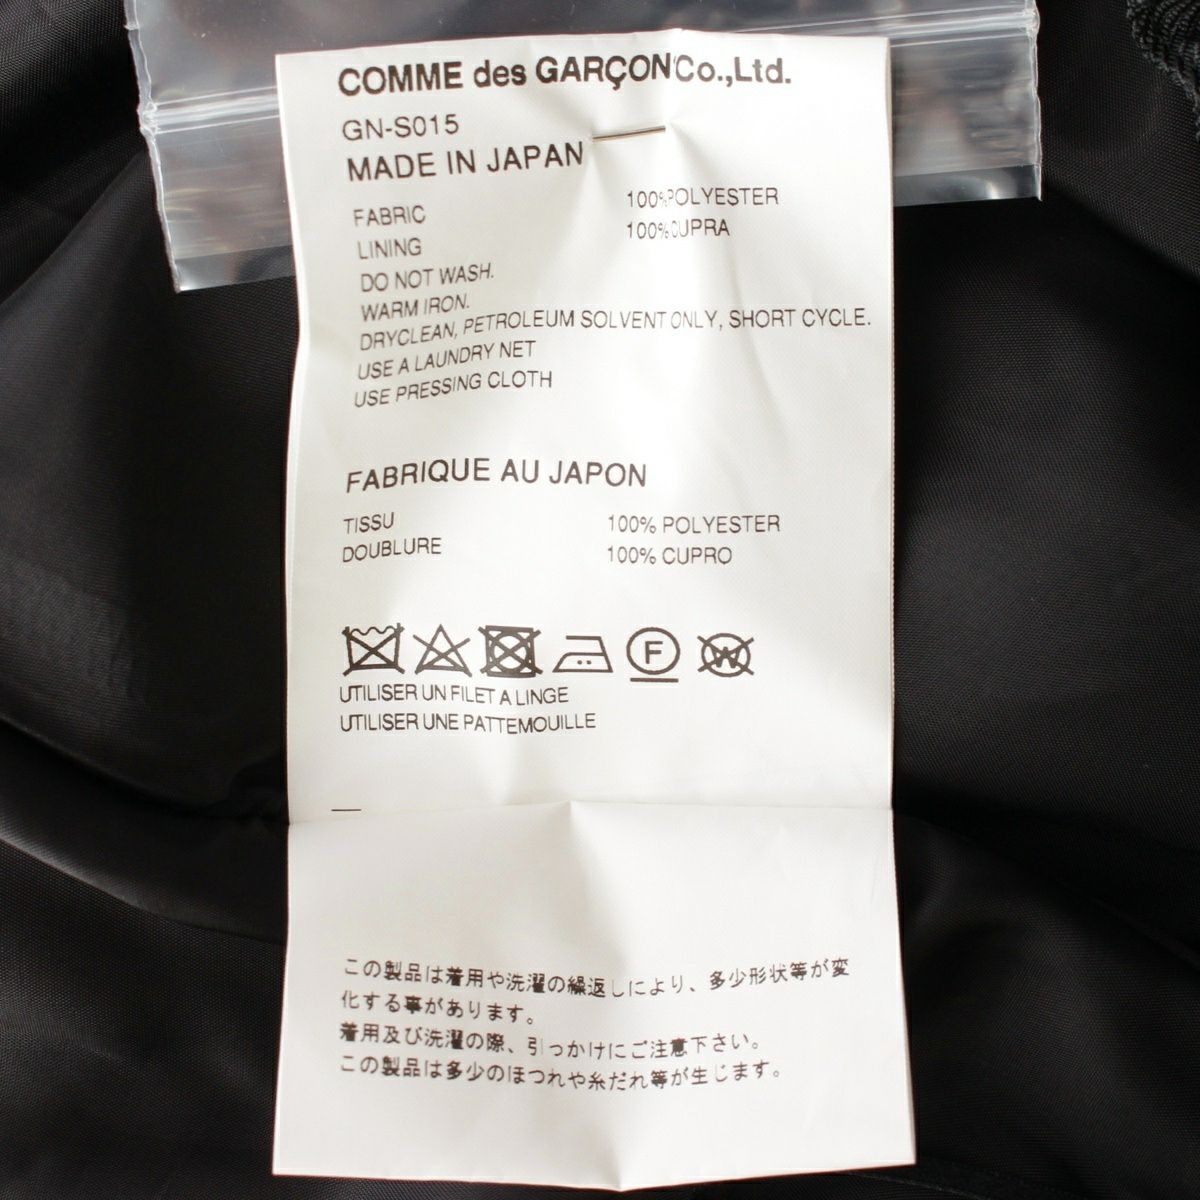 COMME des GARÇON Co.,Ltd.
GN-S015
MADE IN JAPAN
FABRIC 100%POLYESTER
LINING 100%CUPRA
DO NOT WASH.
WARM IRON.
DRYCLEAN, PETROLEUM SOLVENT ONLY, SHORT CYCLE.
USE A LAUNDRY NET
USE PRESSING CLOTH
FABRIQUE AU JAPON
TISSU 100% POLYESTER
DOUBLURE 100% CUPRO
F W
UTILISER UN FILET A LINGE
UTILISER UNE PATTEMOUILLE
この製品は着用や洗濯の繰返しにより、多少形状等が変
化する事があります。
着用及び洗濯の際、引っかけにご注意下さい。
この製品は多少のほつれや糸だれ等が生じます。